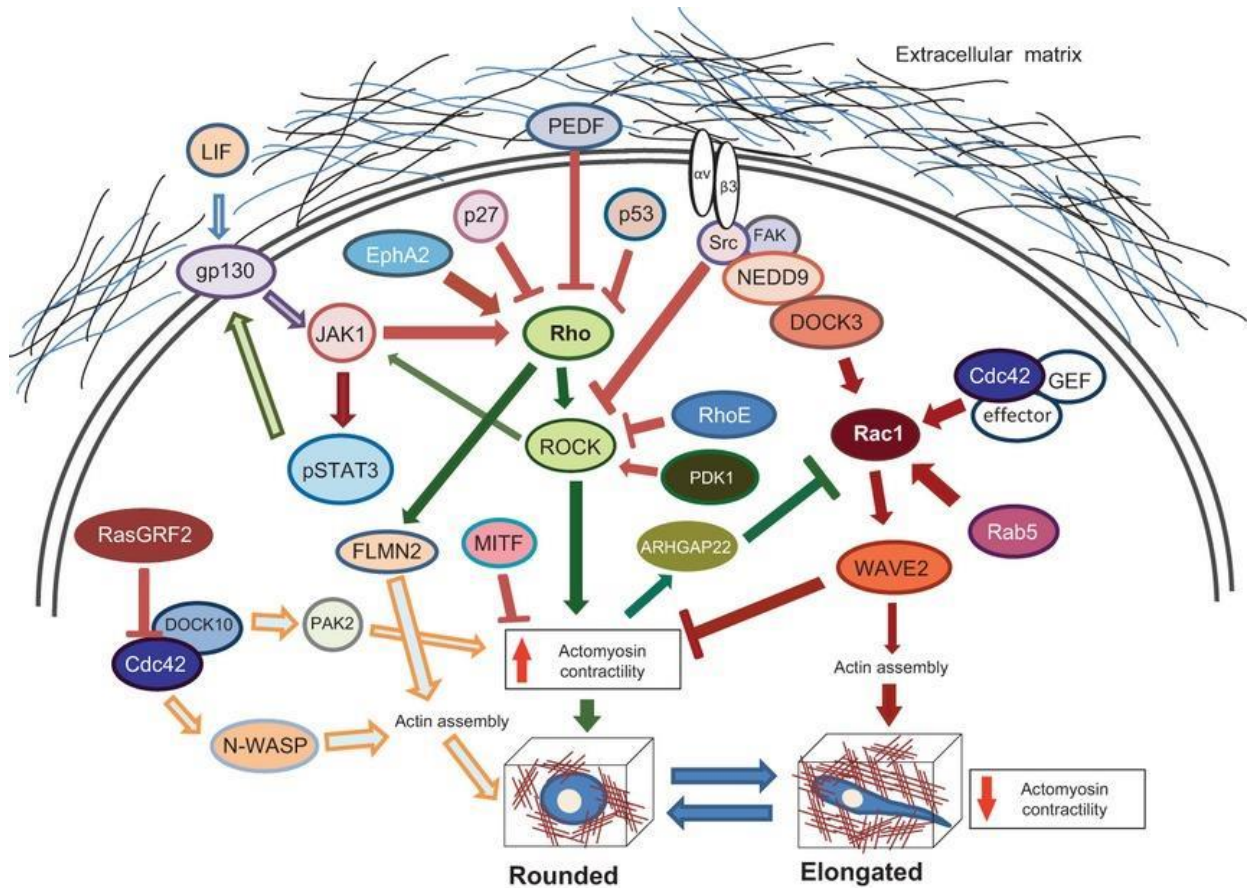 Extracellular matrix
PEDF
LIF
αv
β3
p27
p53
Src
FAK
EphA2
gp130
NEDD9
JAK1
Rho
DOCK3
Cdc42
GEF
effector
RhoE
Rac1
ROCK
pSTAT3
PDK1
RasGRF2
Rab5
FLMN2
MITF
ARHGAP22
WAVE2
DOCK10
PAK2
Cdc42
Actomyosin
contractility
Actin assembly
Actin assembly
N-WASP
Actomyosin
contractility
Rounded
Elongated